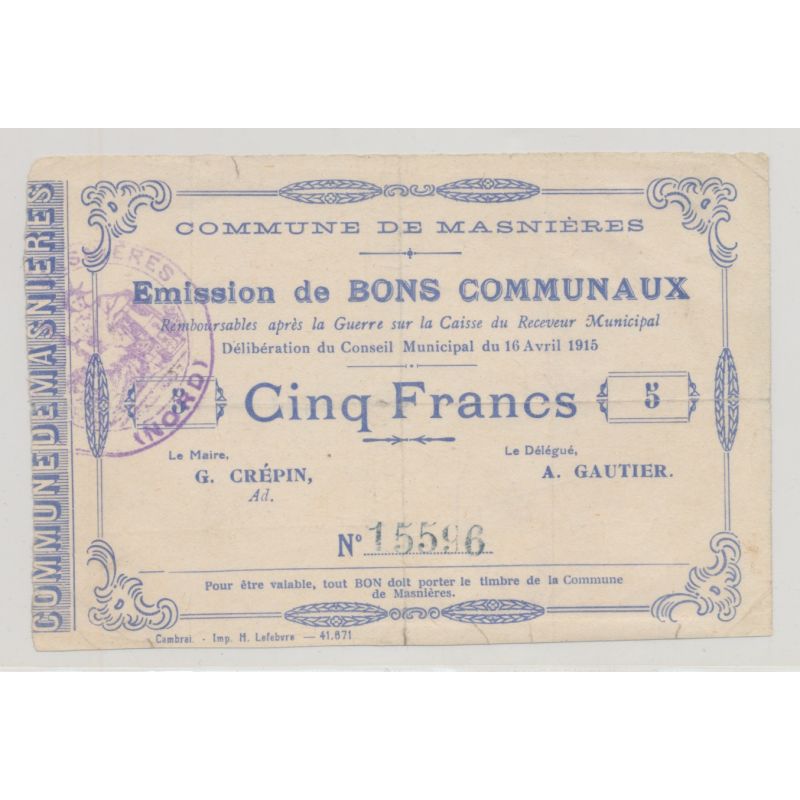 COMMUNE DE MASNIÈRES
COMMUNE DE MASNIÈRES
Emission de BONS COMMUNAUX
Remboursables après la Guerre sur la Caisse du Receveur Municipal
Délibération du Conseil Municipal du 16 Avril 1915
5 Cinq Francs 5
Le Maire,
G. CRÉPIN,
Ad.
Le Délégué,
A. GAUTIER.
No 15596
Pour être valable, tout BON doit porter le timbre de la Commune
de Masnières.
Cambrai. - Imp. H. Lefebvre — 41.671
(NORD)